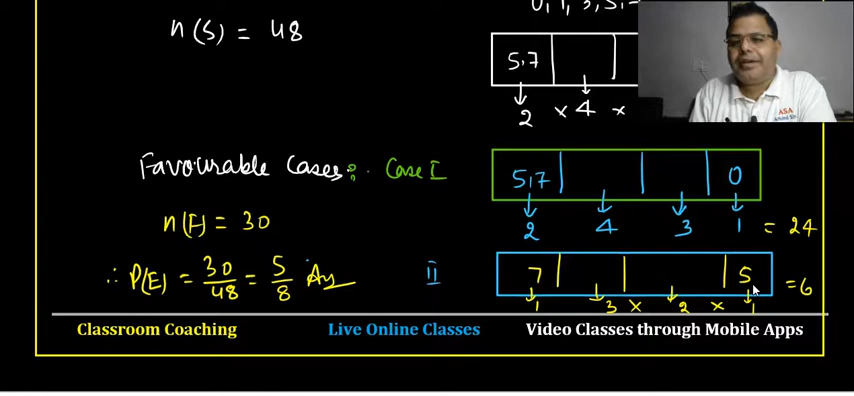 n(S) = 48
0, 1, 3, 5,
5,7
2 × 4 ×
ASA
Favourable Cases : Case I
5,7 0
2 4 3 1 = 24
n(E) = 30
∴ P(E) = 30/48 = 5/8 Ans
II 7 5
1 3 × 2 × 1 = 6
Classroom Coaching Live Online Classes Video Classes through Mobile Apps